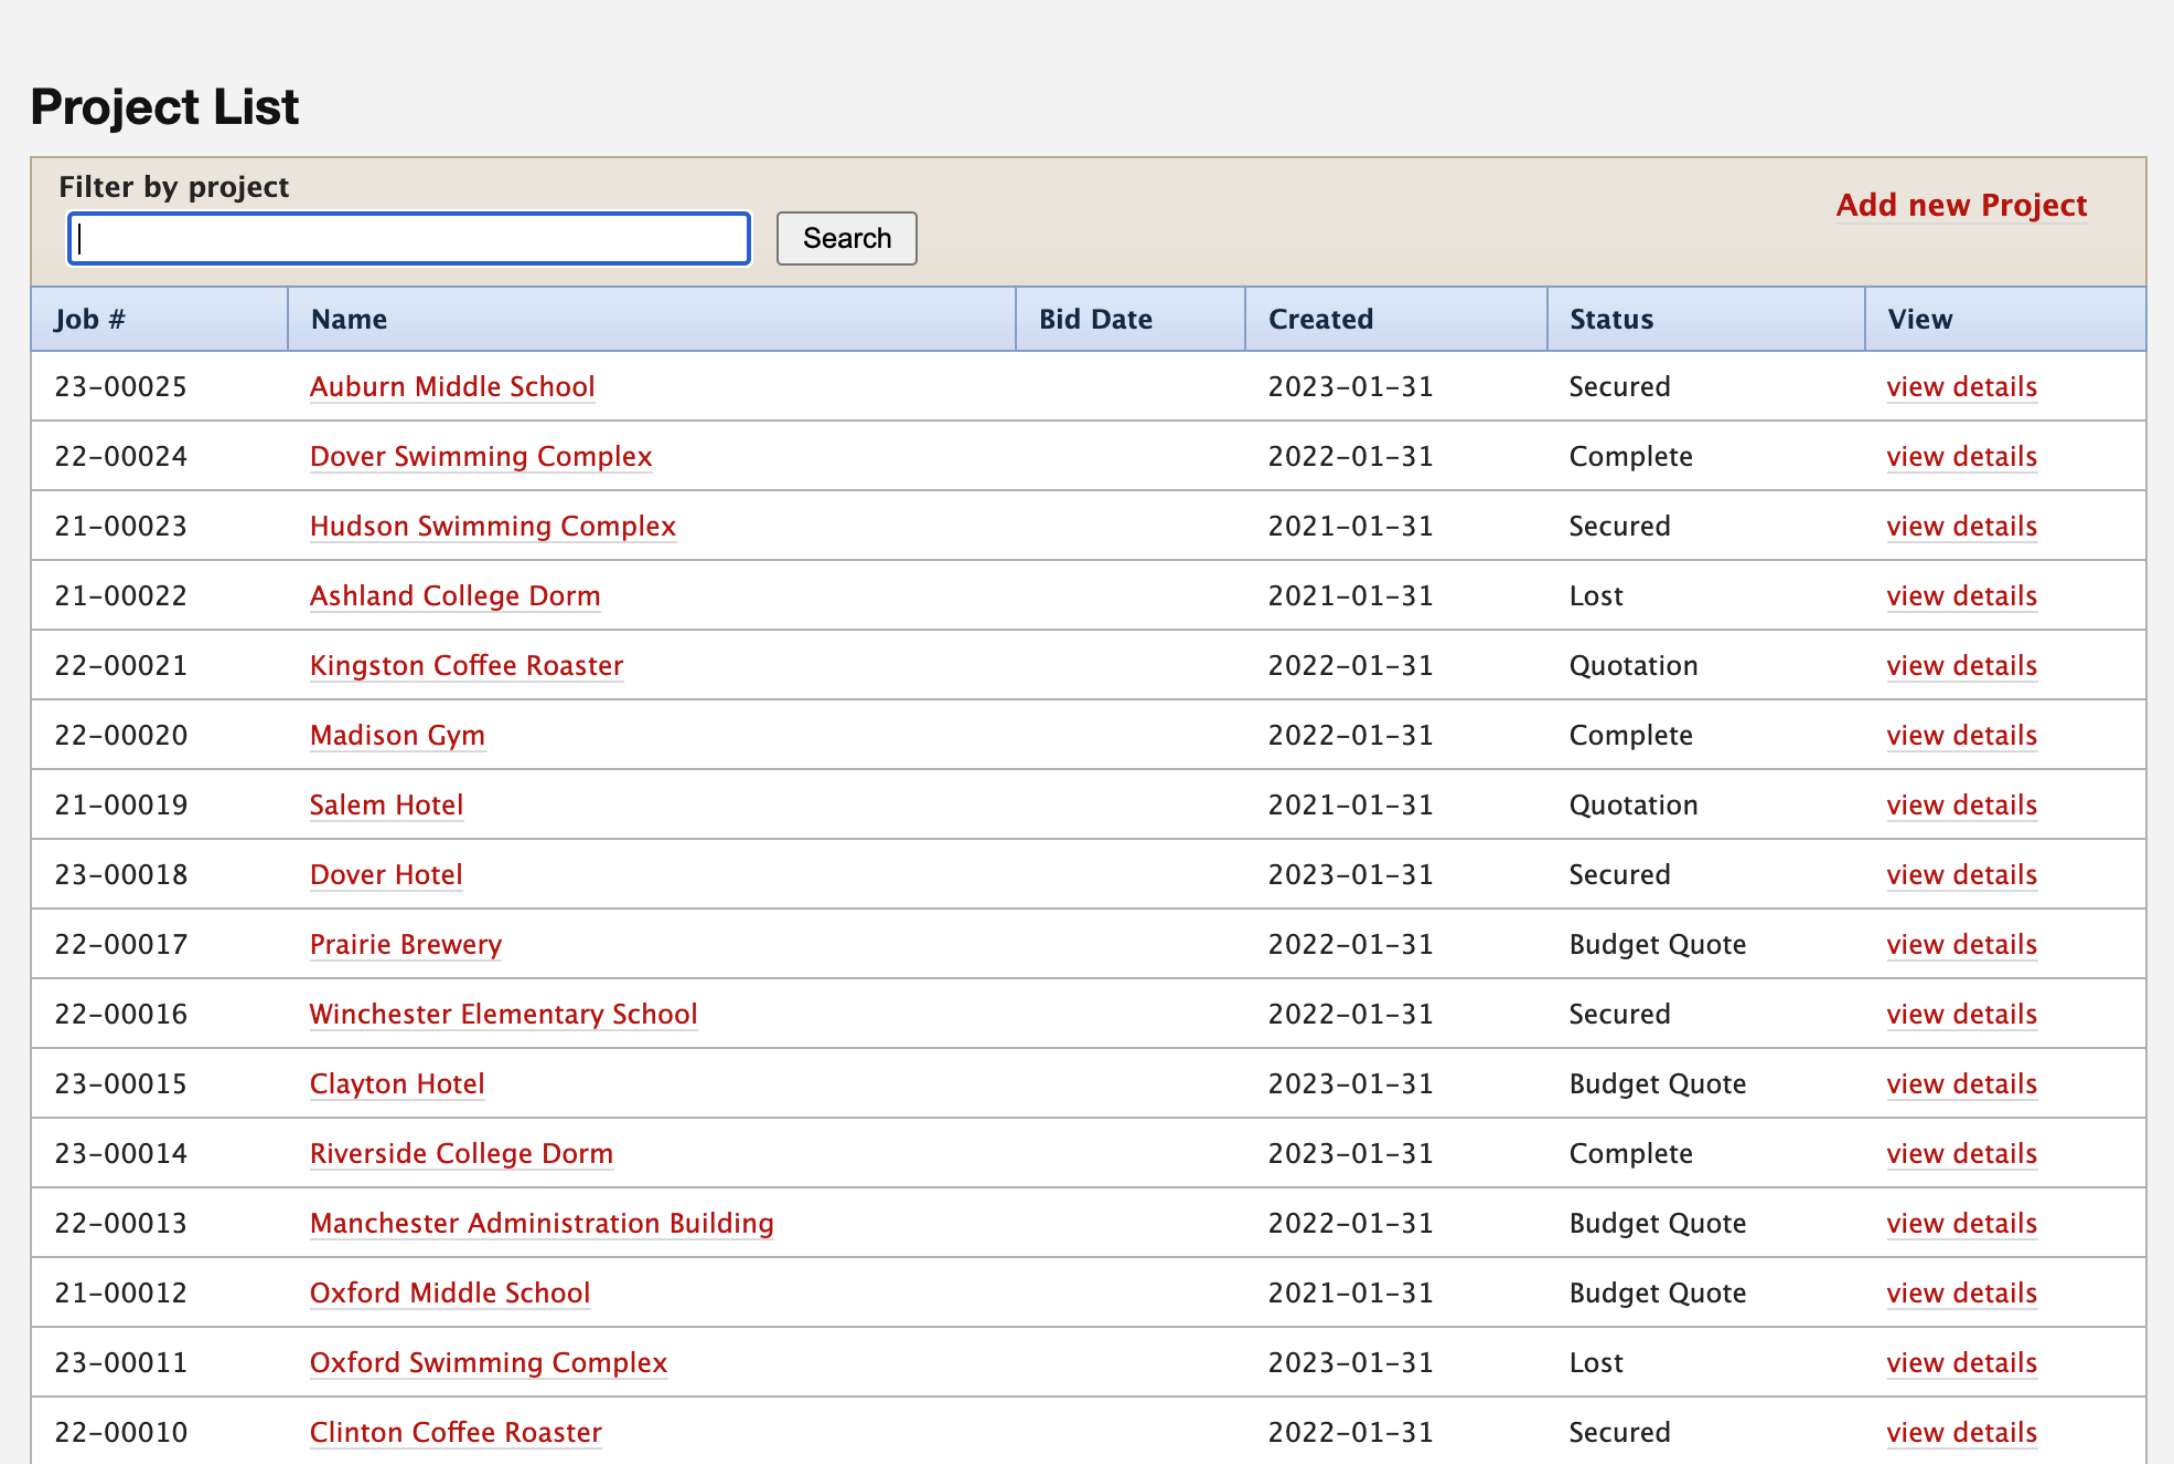 Project List
Filter by project
Search
Add new Project
Job # Name Bid Date Created Status View
23-00025 Auburn Middle School 2023-01-31 Secured view details
22-00024 Dover Swimming Complex 2022-01-31 Complete view details
21-00023 Hudson Swimming Complex 2021-01-31 Secured view details
21-00022 Ashland College Dorm 2021-01-31 Lost view details
22-00021 Kingston Coffee Roaster 2022-01-31 Quotation view details
22-00020 Madison Gym 2022-01-31 Complete view details
21-00019 Salem Hotel 2021-01-31 Quotation view details
23-00018 Dover Hotel 2023-01-31 Secured view details
22-00017 Prairie Brewery 2022-01-31 Budget Quote view details
22-00016 Winchester Elementary School 2022-01-31 Secured view details
23-00015 Clayton Hotel 2023-01-31 Budget Quote view details
23-00014 Riverside College Dorm 2023-01-31 Complete view details
22-00013 Manchester Administration Building 2022-01-31 Budget Quote view details
21-00012 Oxford Middle School 2021-01-31 Budget Quote view details
23-00011 Oxford Swimming Complex 2023-01-31 Lost view details
22-00010 Clinton Coffee Roaster 2022-01-31 Secured view details